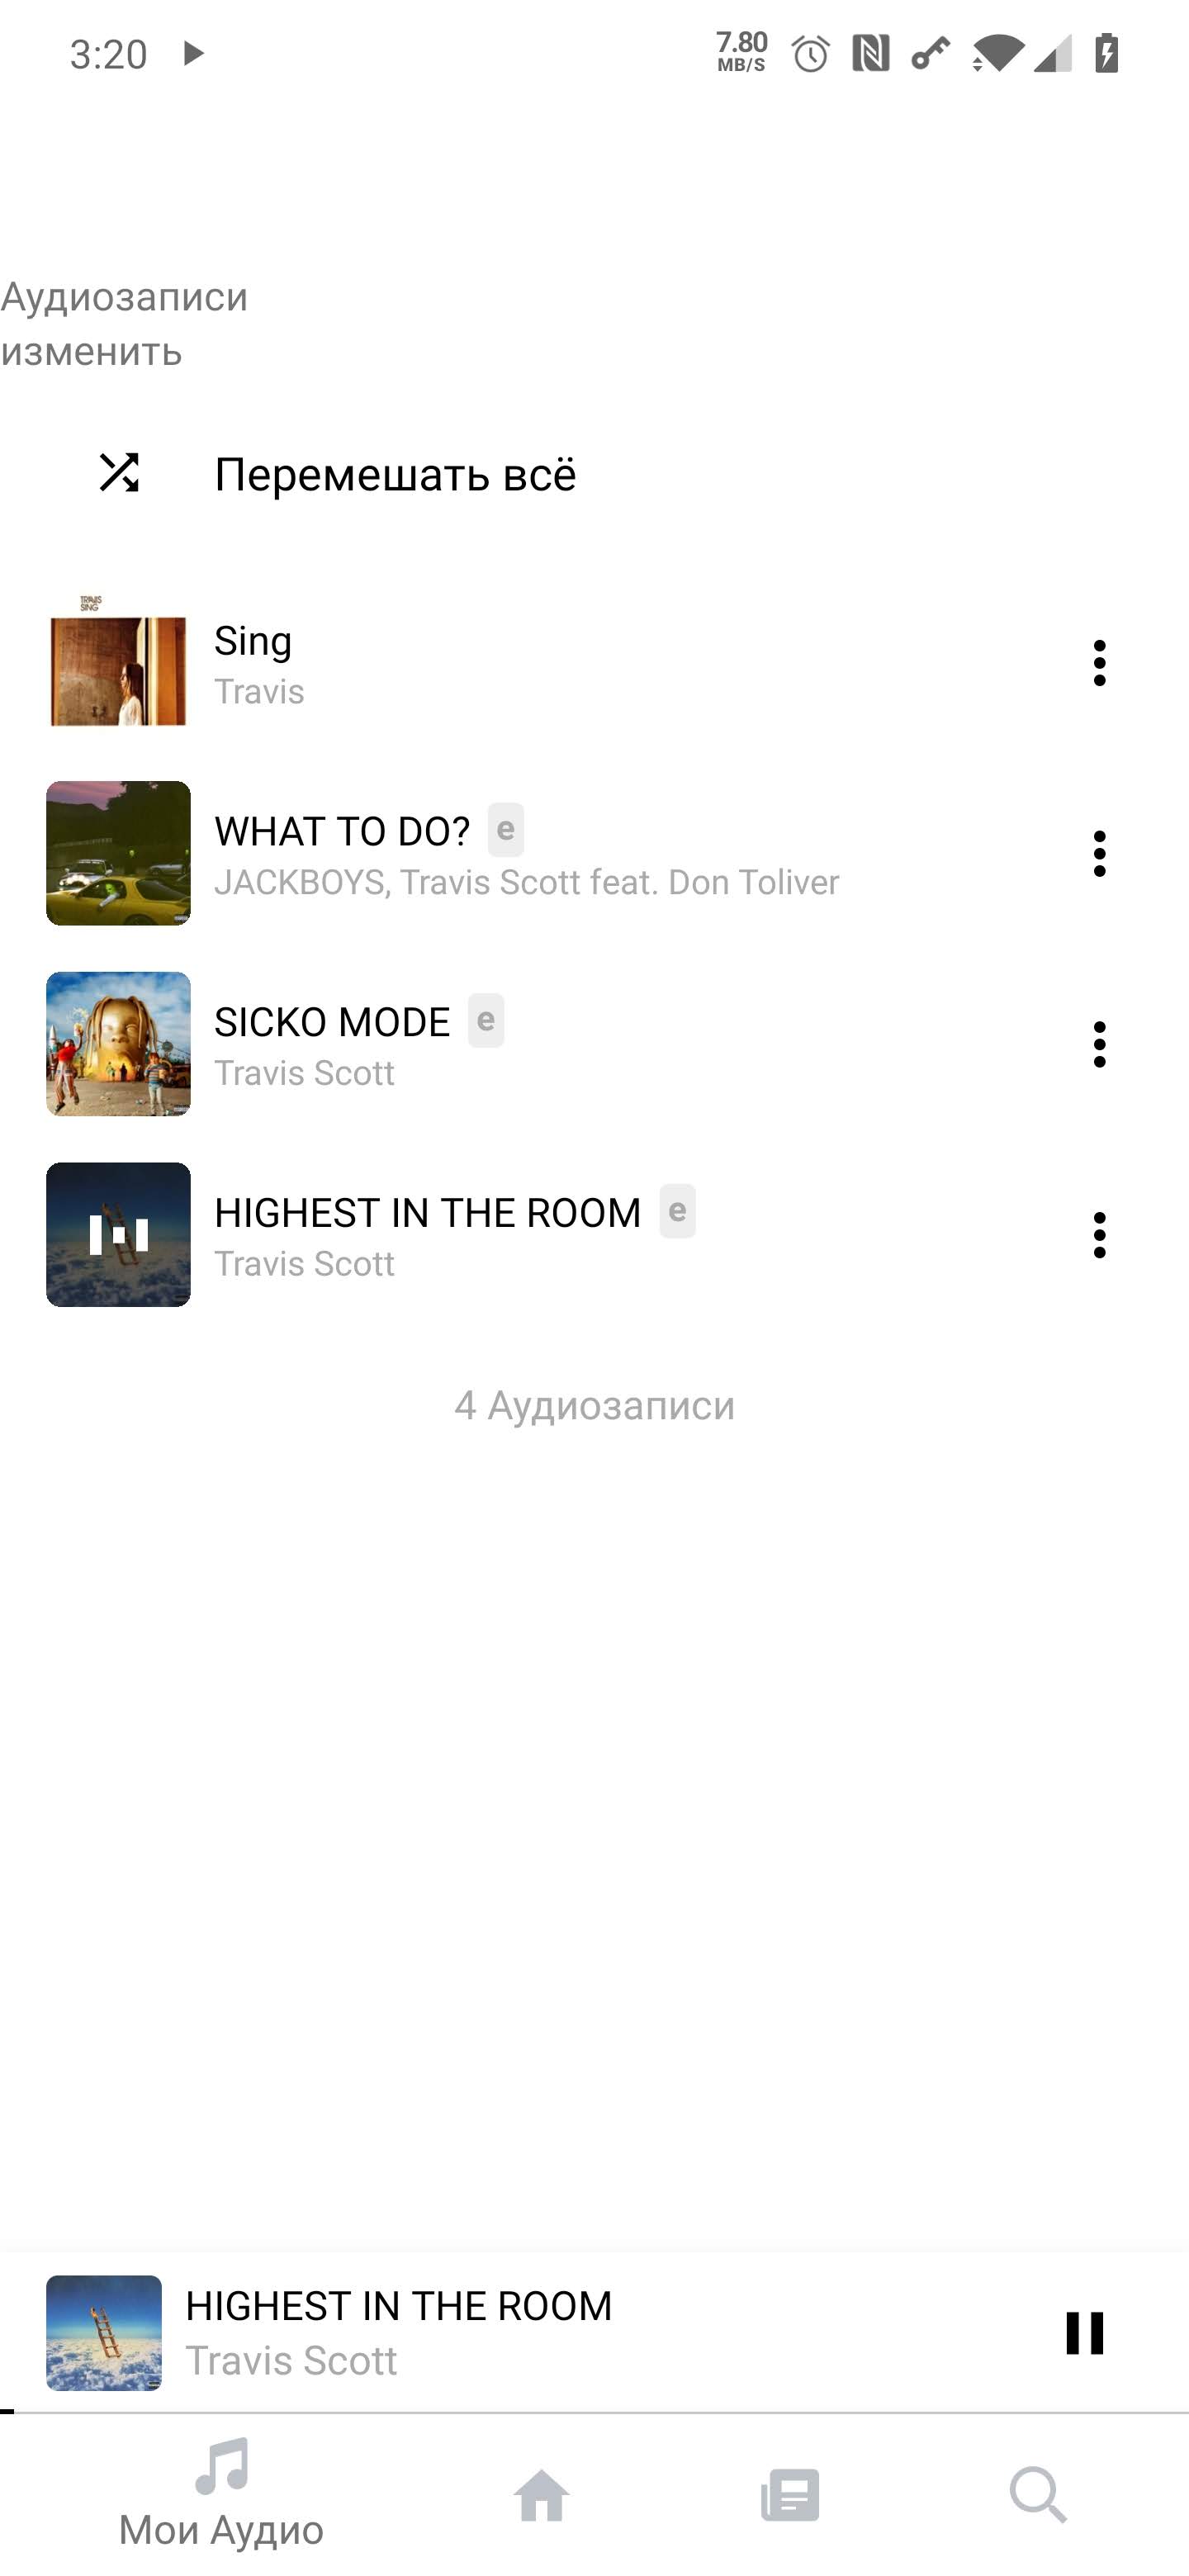 3:20
7.80
MB/S
Аудиозаписи
изменить
Перемешать всё
TRAVIS
SING
Sing
Travis
WHAT TO DO? e
JACKBOYS, Travis Scott feat. Don Toliver
SICKO MODE e
Travis Scott
HIGHEST IN THE ROOM e
Travis Scott
4 Аудиозаписи
HIGHEST IN THE ROOM
Travis Scott
Мои Аудио